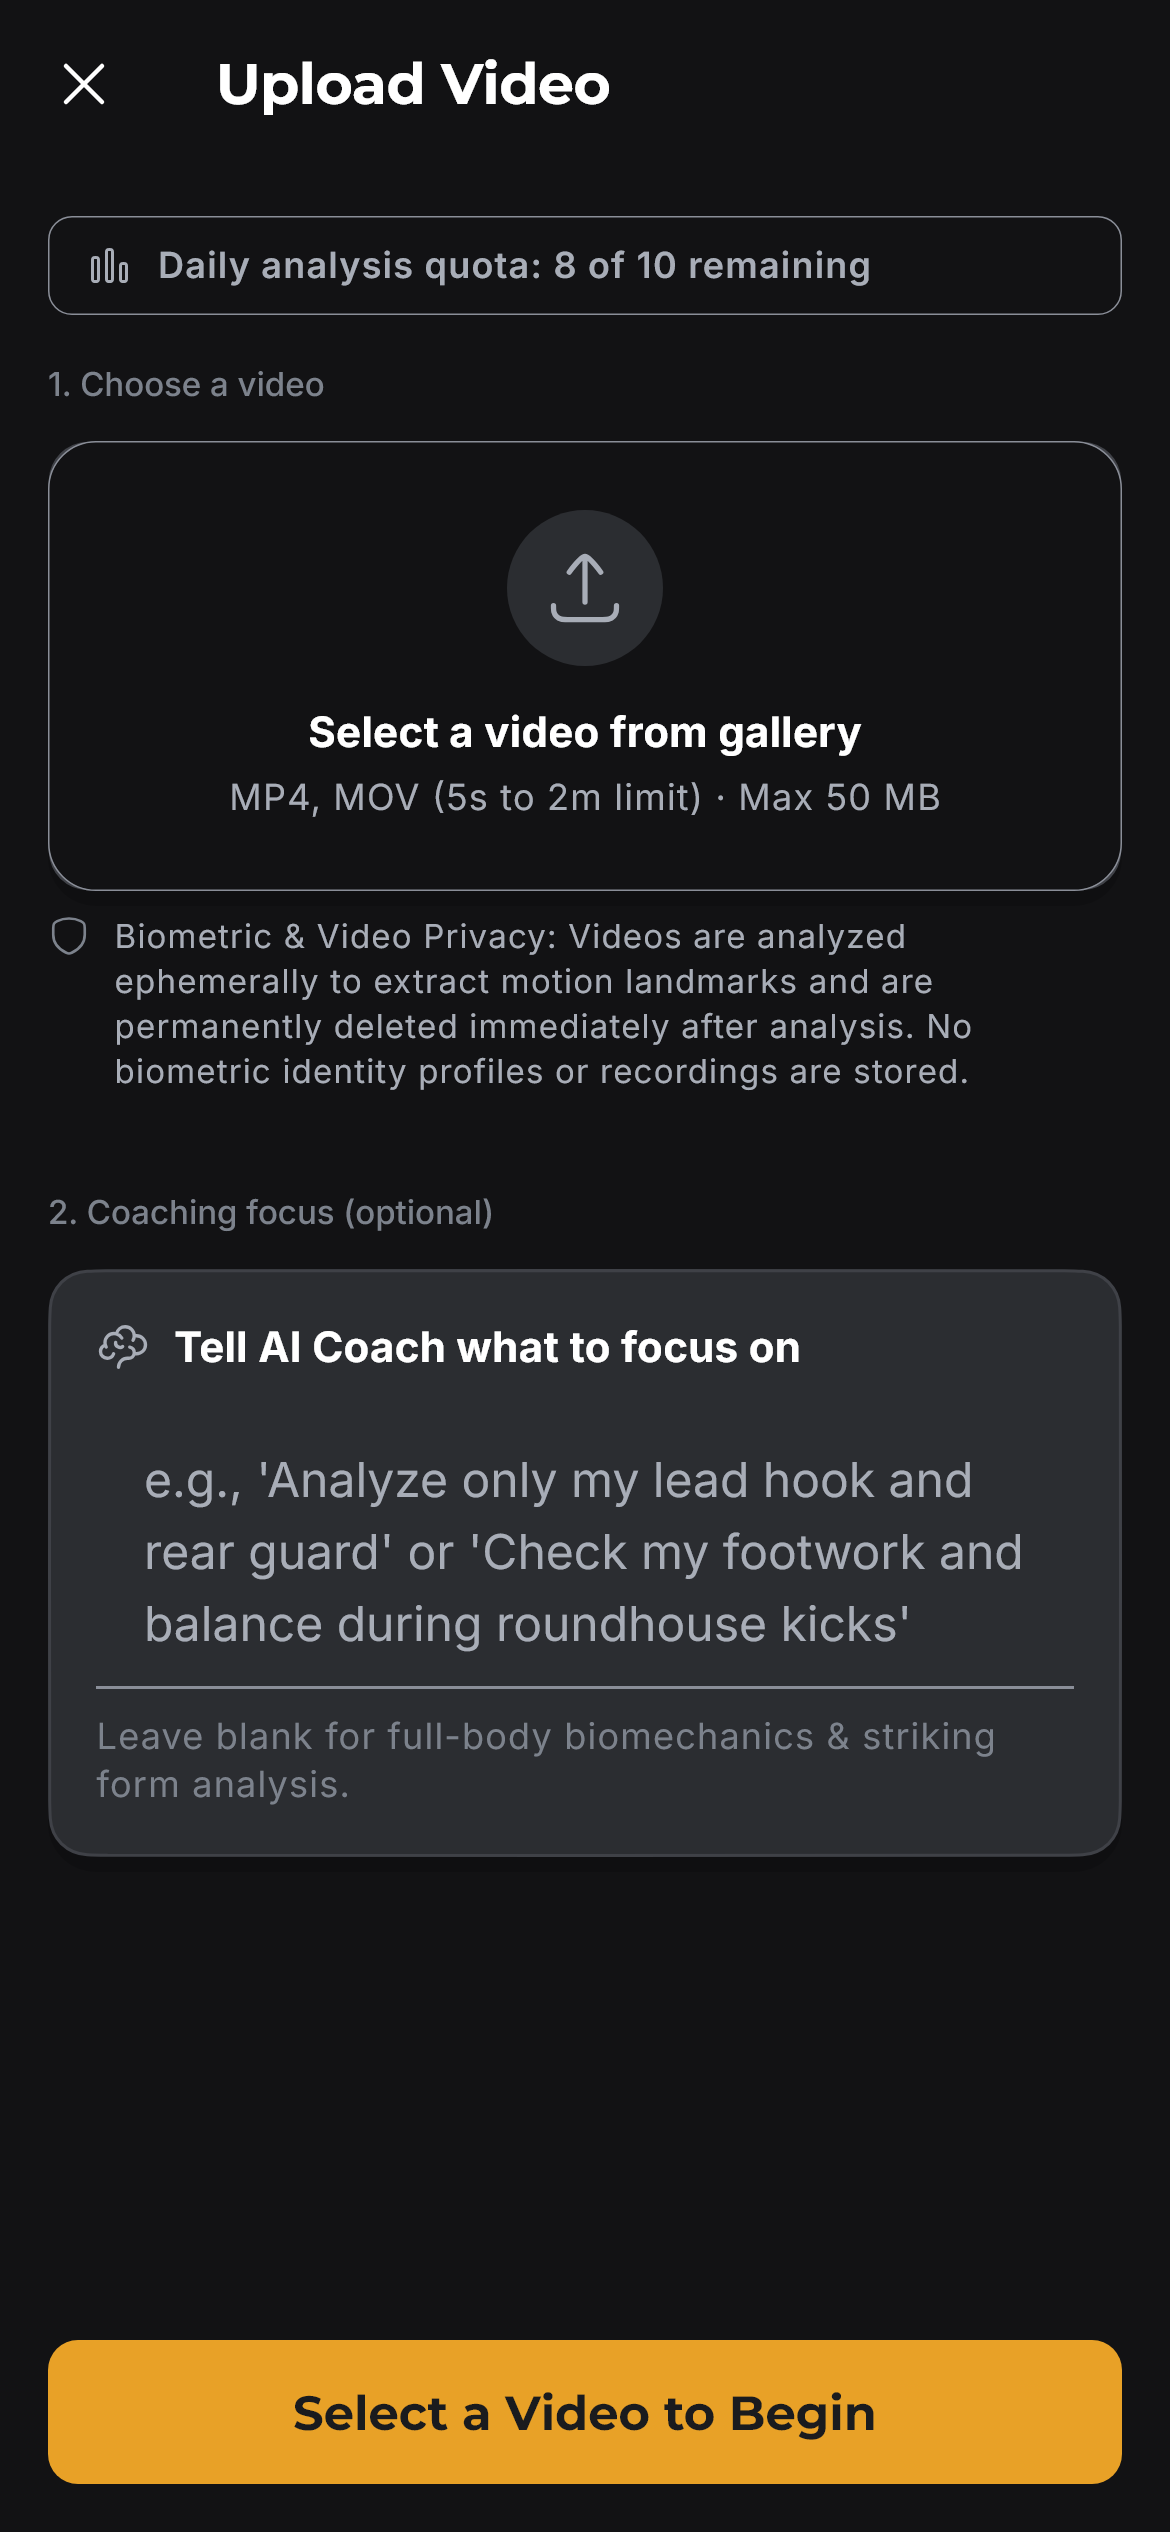 Upload Video
Daily analysis quota: 8 of 10 remaining
1. Choose a video
Select a video from gallery
MP4, MOV (5s to 2m limit) · Max 50 MB
Biometric & Video Privacy: Videos are analyzed
ephemerally to extract motion landmarks and are
permanently deleted immediately after analysis. No
biometric identity profiles or recordings are stored.
2. Coaching focus (optional)
Tell AI Coach what to focus on
e.g., 'Analyze only my lead hook and
rear guard' or 'Check my footwork and
balance during roundhouse kicks'
Leave blank for full-body biomechanics & striking
form analysis.
Select a Video to Begin